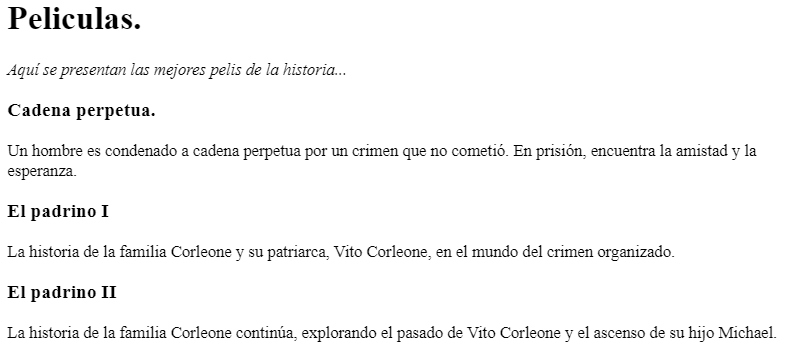 Peliculas.
Aquí se presentan las mejores pelis de la historia...
Cadena perpetua.
Un hombre es condenado a cadena perpetua por un crimen que no cometió. En prisión, encuentra la amistad y la
esperanza.
El padrino I
La historia de la familia Corleone y su patriarca, Vito Corleone, en el mundo del crimen organizado.
El padrino II
La historia de la familia Corleone continúa, explorando el pasado de Vito Corleone y el ascenso de su hijo Michael.